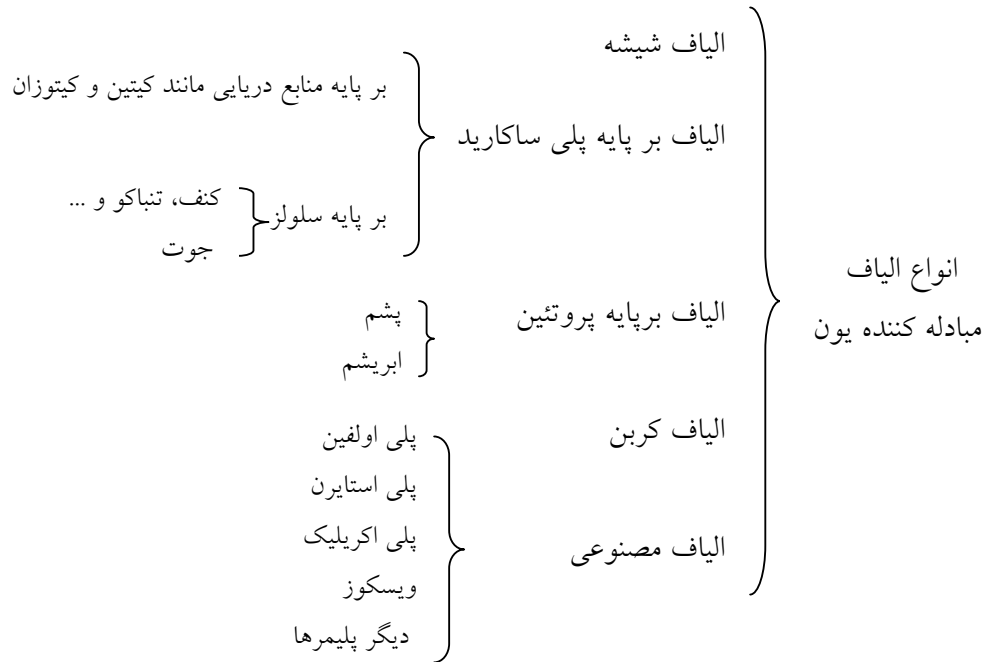 انواع الیاف
مبادله کننده یون
الیاف شیشه
الیاف بر پایه پلی ساکارید
بر پایه منابع دریایی مانند کیتین و کیتوزان
بر پایه سلولز
کنف، تنباکو و ...
جوت
الیاف برپایه پروتئین
پشم
ابریشم
الیاف کربن
الیاف مصنوعی
پلی اولفین
پلی استایرن
پلی اکریلیک
ویسکوز
دیگر پلیمرها